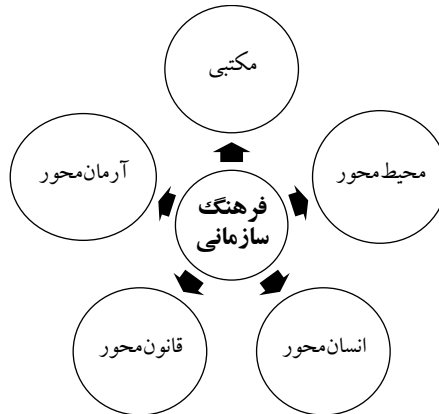 مکتبی
محیط‌محور
آرمان‌محور
فرهنگ
سازمانی
انسان‌محور
قانون‌محور